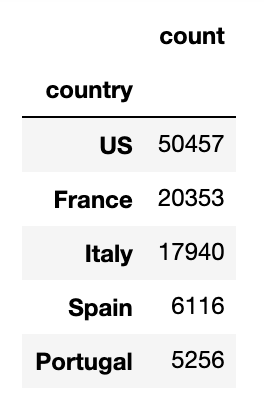 count
country
US 50457
France 20353
Italy 17940
Spain 6116
Portugal 5256